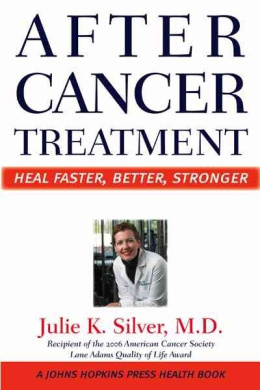 AFTER
CANCER
TREATMENT
HEAL FASTER, BETTER, STRONGER
Julie K. Silver, M.D.
Recipient of the 2006 American Cancer Society
Lane Adams Quality of Life Award
A JOHNS HOPKINS PRESS HEALTH BOOK